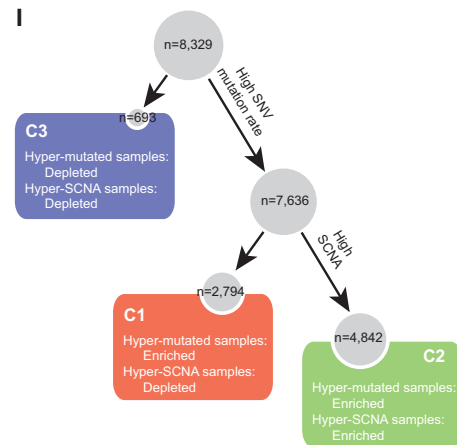 I
n=8,329
High SNV
mutation rate
n=693
C3
Hyper-mutated samples:
Depleted
Hyper-SCNA samples:
Depleted
n=7,636
High
SCNA
n=2,794
C1
Hyper-mutated samples:
Enriched
Hyper-SCNA samples:
Depleted
n=4,842
C2
Hyper-mutated samples:
Enriched
Hyper-SCNA samples:
Enriched